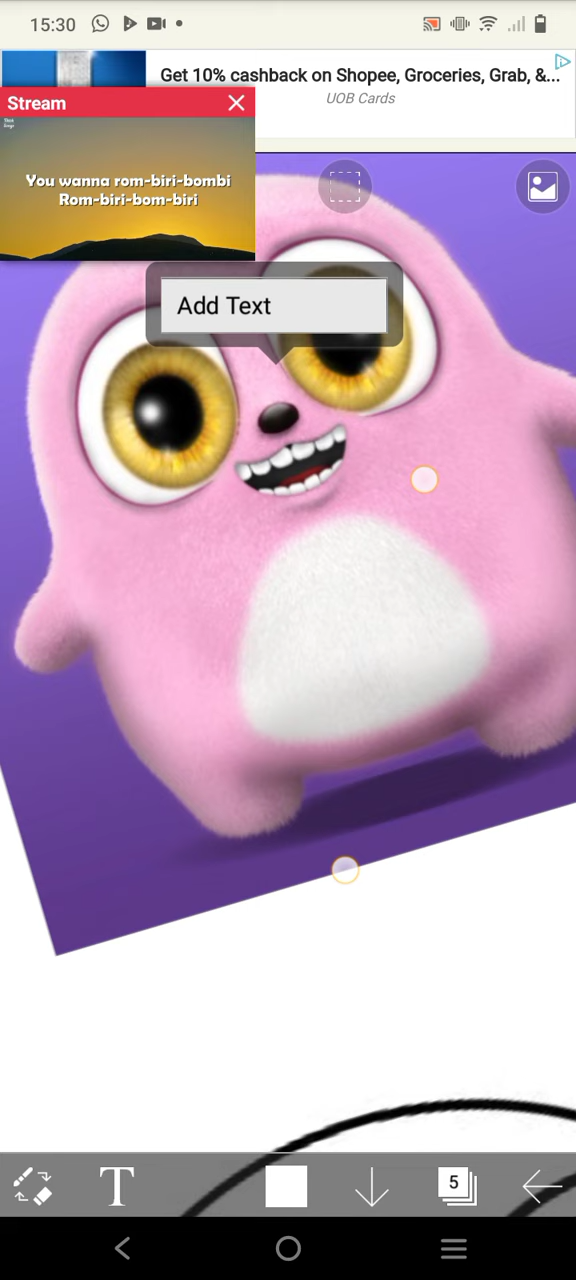 15:30
Get 10% cashback on Shopee, Groceries, Grab, &...
UOB Cards
Stream
You wanna rom-biri-bombi
Rom-biri-bom-biri
Add Text
T
5